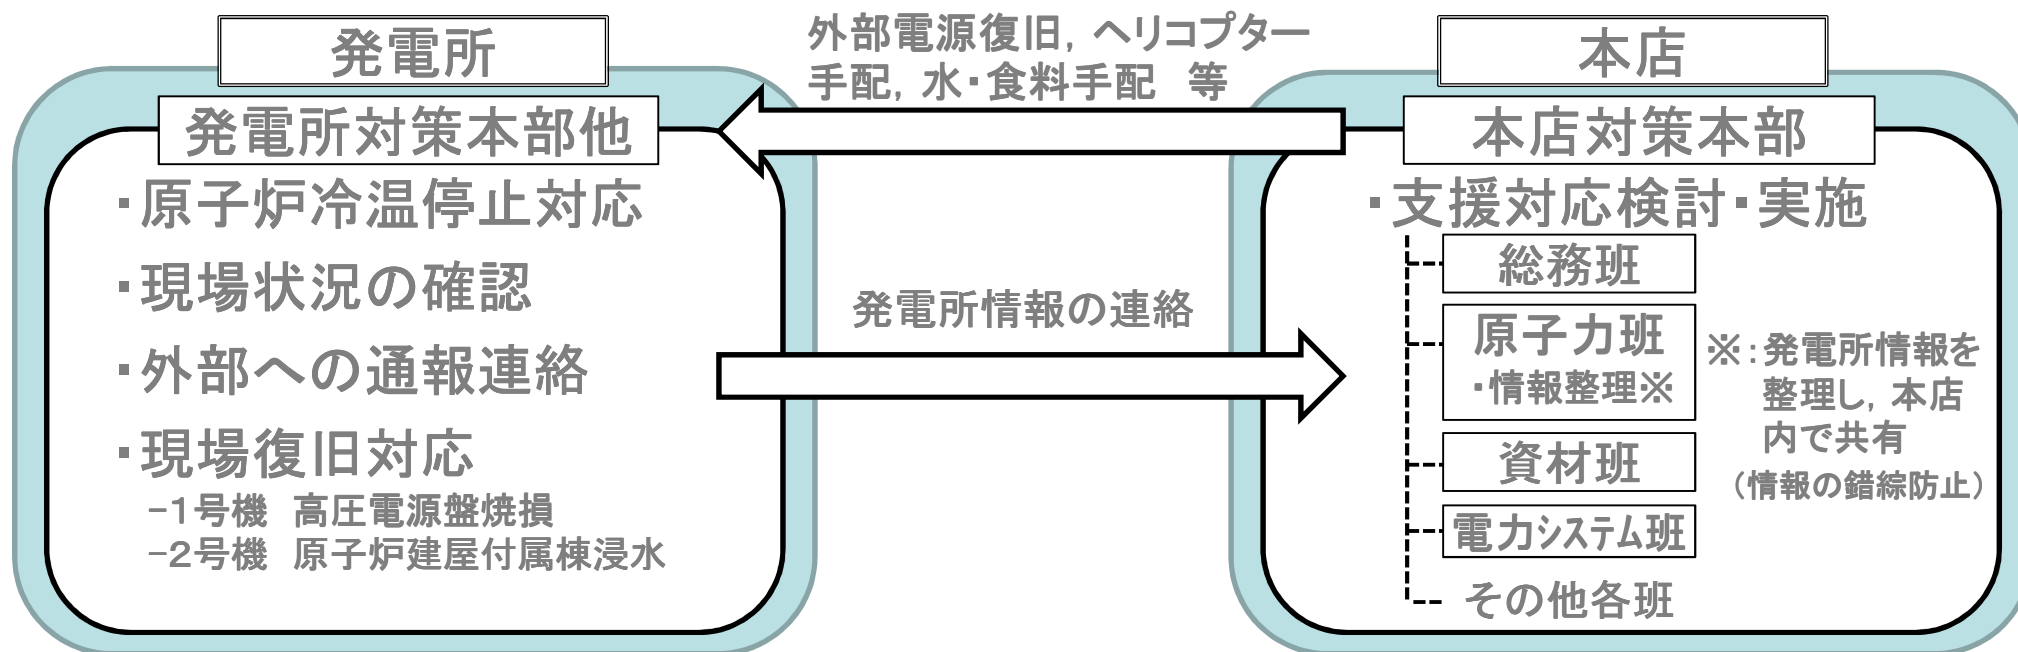 発電所
発電所対策本部他
・原子炉冷温停止対応
・現場状況の確認
・外部への通報連絡
・現場復旧対応
−1号機　高圧電源盤焼損
−2号機　原子炉建屋付属棟浸水
外部電源復旧，ヘリコプター
手配，水・食料手配　等
発電所情報の連絡
本店
本店対策本部
・支援対応検討・実施
総務班
原子力班
・情報整理※
資材班
電力システム班
その他各班
※：発電所情報を
整理し，本店
内で共有
（情報の錯綜防止）